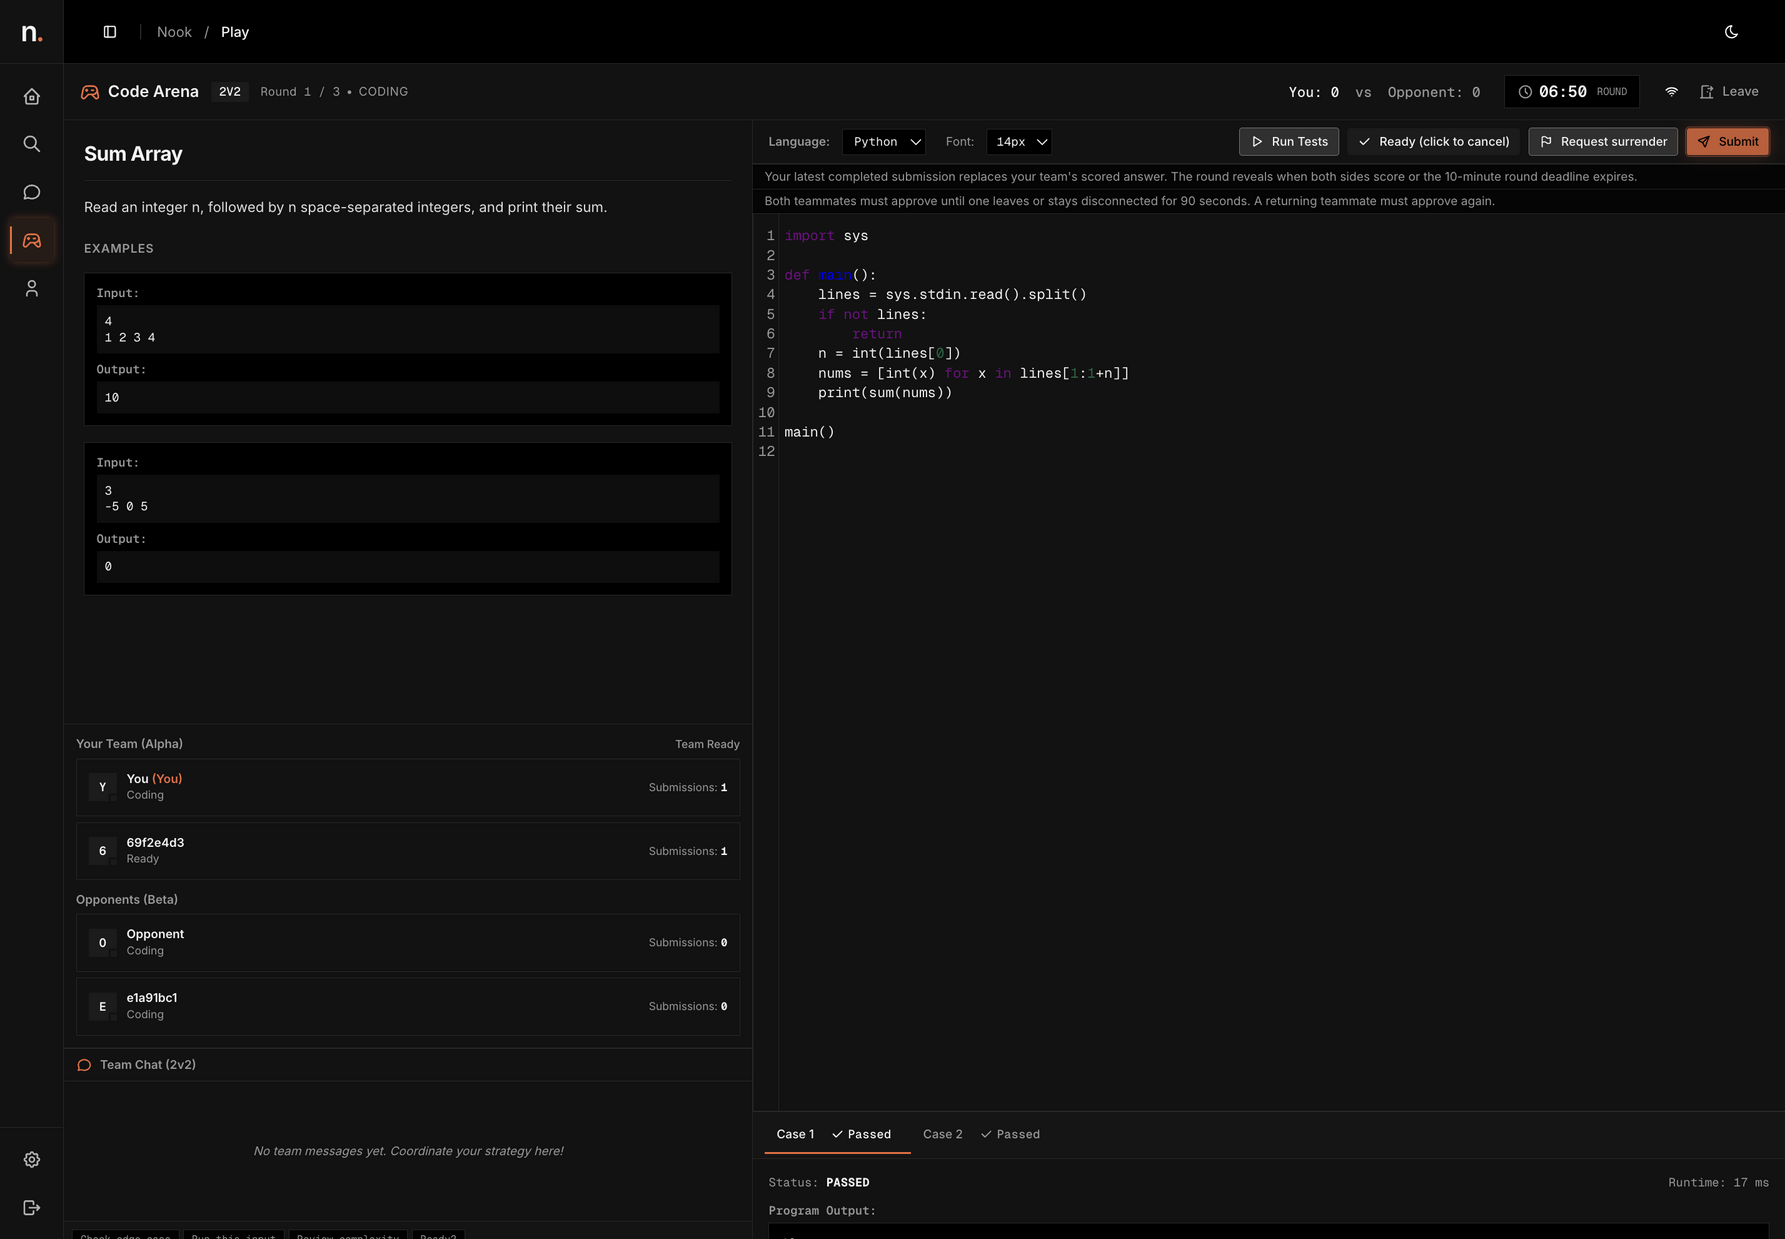 n.
Nook / Play
Code Arena 2V2 Round 1 / 3 • CODING
You: 0 vs Opponent: 0
06:50 ROUND
Leave
Sum Array
Read an integer n, followed by n space-separated integers, and print their sum.
EXAMPLES
Input:
4
1 2 3 4
Output:
10
Input:
3
-5 0 5
Output:
0
Your Team (Alpha) Team Ready
Y You (You) Submissions: 1
Coding
6 69f2e4d3 Submissions: 1
Ready
Opponents (Beta)
O Opponent Submissions: 0
Coding
E e1a91bc1 Submissions: 0
Coding
Team Chat (2v2)
No team messages yet. Coordinate your strategy here!
Check edge case Run this input Review complexity Ready?
Language: Python Font: 14px Run Tests Ready (click to cancel) Request surrender Submit
Your latest completed submission replaces your team's scored answer. The round reveals when both sides score or the 10-minute round deadline expires.
Both teammates must approve until one leaves or stays disconnected for 90 seconds. A returning teammate must approve again.
1 import sys
2
3 def main():
4     lines = sys.stdin.read().split()
5     if not lines:
6         return
7     n = int(lines[0])
8     nums = [int(x) for x in lines[1:1+n]]
9     print(sum(nums))
10
11 main()
12
Case 1 Passed Case 2 Passed
Status: PASSED Runtime: 17 ms
Program Output: